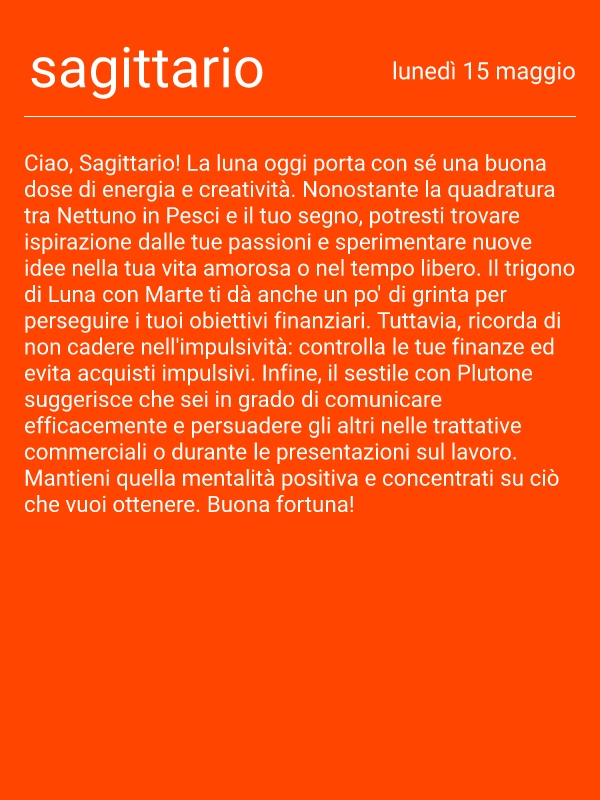 sagittario
lunedì 15 maggio
Ciao, Sagittario! La luna oggi porta con sé una buona
dose di energia e creatività. Nonostante la quadratura
tra Nettuno in Pesci e il tuo segno, potresti trovare
ispirazione dalle tue passioni e sperimentare nuove
idee nella tua vita amorosa o nel tempo libero. Il trigono
di Luna con Marte ti dà anche un po' di grinta per
perseguire i tuoi obiettivi finanziari. Tuttavia, ricorda di
non cadere nell'impulsività: controlla le tue finanze ed
evita acquisti impulsivi. Infine, il sestile con Plutone
suggerisce che sei in grado di comunicare
efficacemente e persuadere gli altri nelle trattative
commerciali o durante le presentazioni sul lavoro.
Mantieni quella mentalità positiva e concentrati su ciò
che vuoi ottenere. Buona fortuna!